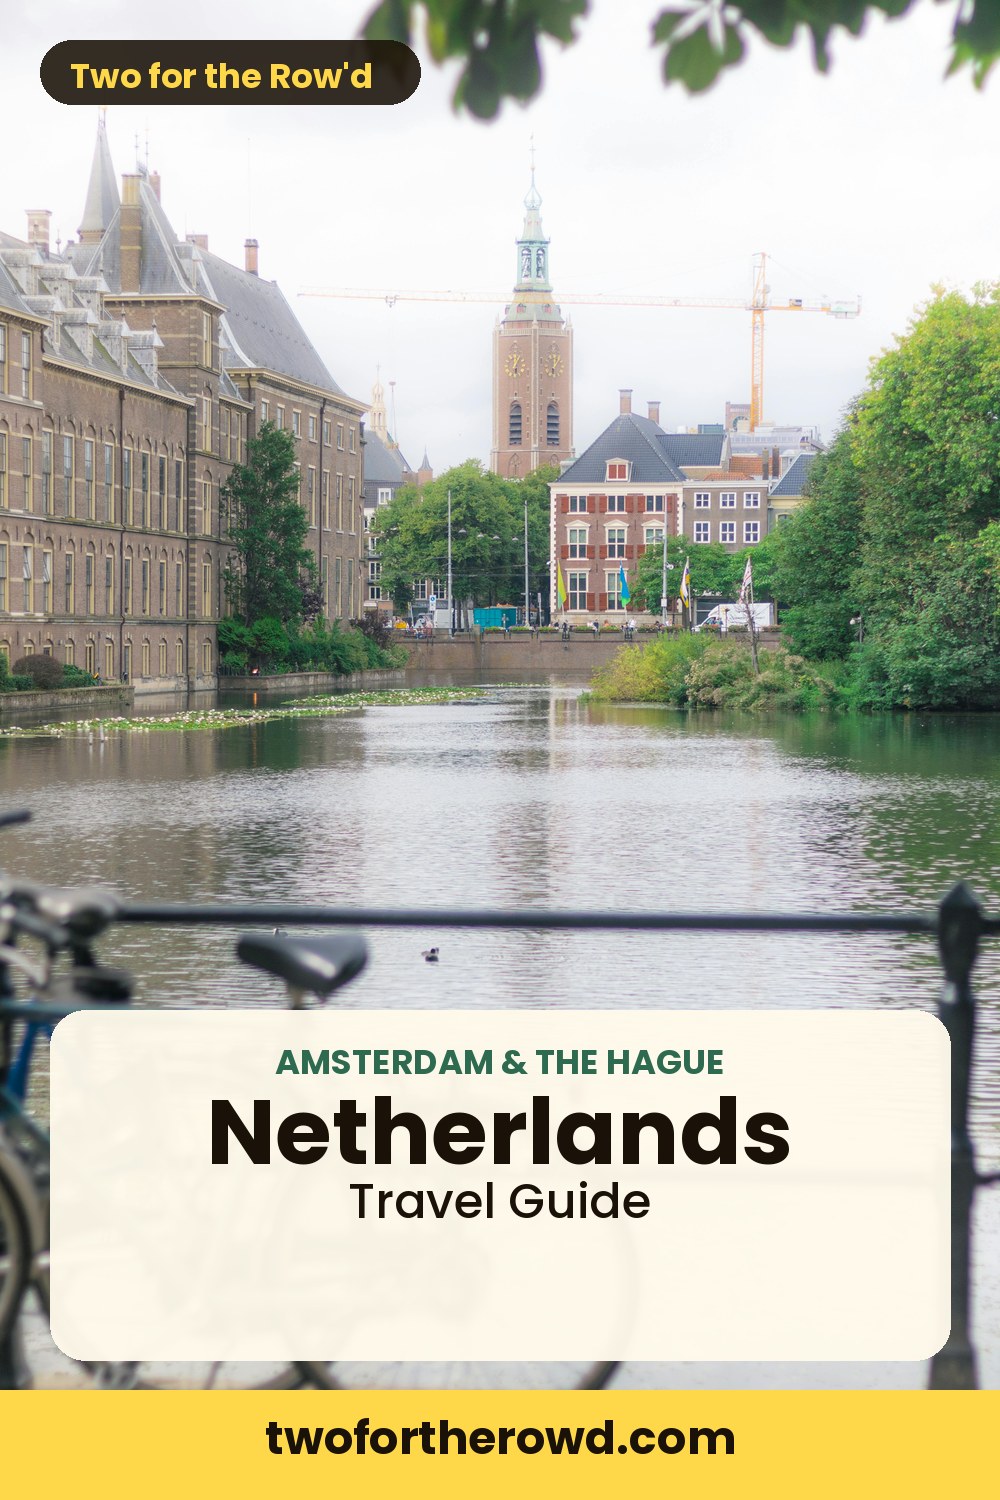 Two for the Row'd
AMSTERDAM & THE HAGUE
Netherlands
Travel Guide
twofortherowd.com